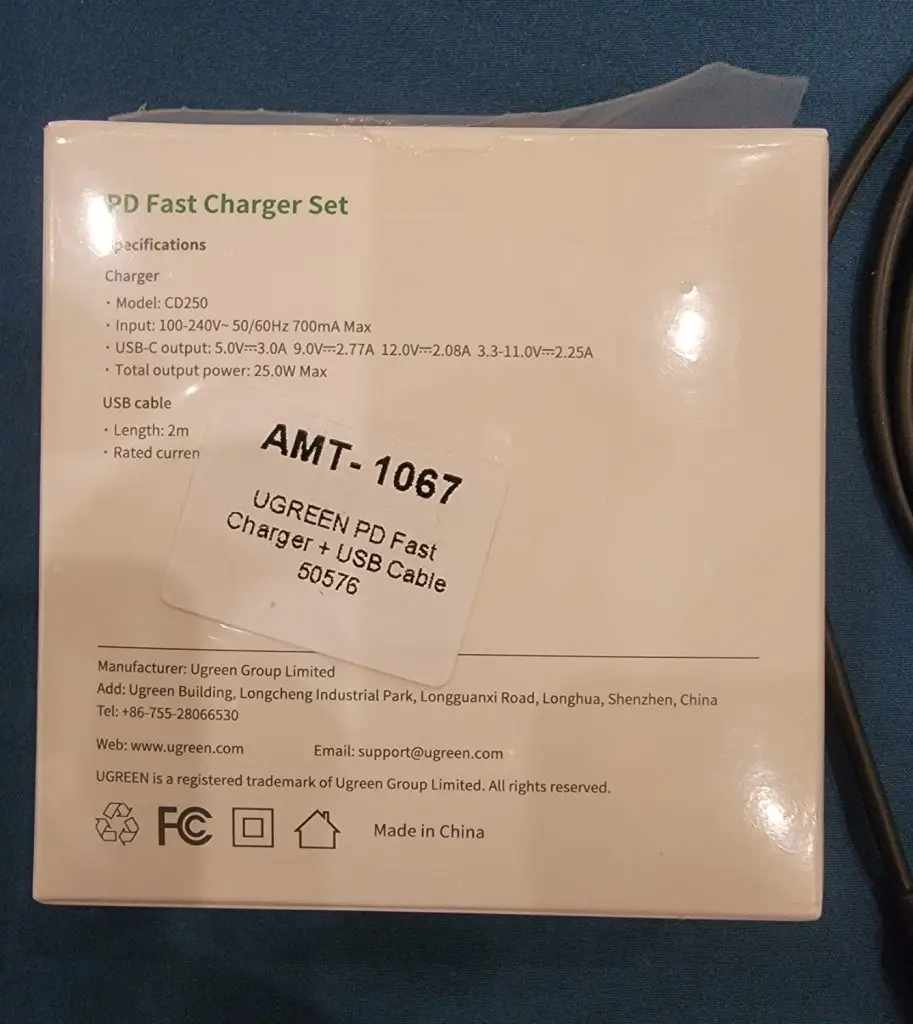 PD Fast Charger Set
Specifications
Charger
· Model: CD250
· Input: 100-240V~ 50/60Hz 700mA Max
· USB-C output: 5.0V⎓3.0A 9.0V⎓2.77A 12.0V⎓2.08A 3.3-11.0V⎓2.25A
· Total output power: 25.0W Max
USB cable
· Length: 2m
· Rated curren
AMT- 1067
UGREEN PD Fast
Charger + USB Cable
50576
Manufacturer: Ugreen Group Limited
Add: Ugreen Building, Longcheng Industrial Park, Longguanxi Road, Longhua, Shenzhen, China
Tel: +86-755-28066530
Web: www.ugreen.com Email: support@ugreen.com
UGREEN is a registered trademark of Ugreen Group Limited. All rights reserved.
FC Made in China